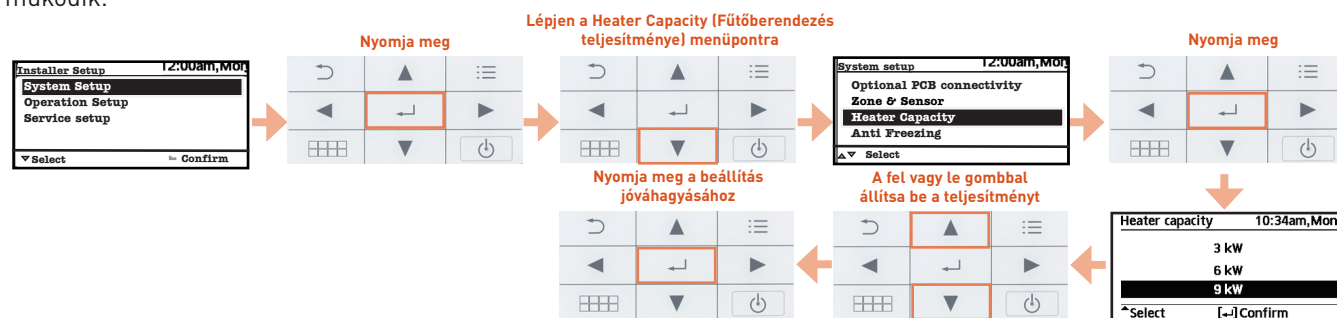 működik.
Nyomja meg
Lépjen a Heater Capacity (Fűtőberendezés
teljesítménye) menüpontra
Nyomja meg
Installer Setup 12:00am,Mon
System Setup
Operation Setup
Service setup
▼Select Confirm
System setup 12:00am,Mon
Optional PCB connectivity
Zone & Sensor
Heater Capacity
Anti Freezing
▲▼ Select
Nyomja meg a beállítás
jóváhagyásához
A fel vagy le gombbal
állítsa be a teljesítményt
Heater capacity 10:34am,Mon
3 kW
6 kW
9 kW
▲Select [↵]Confirm